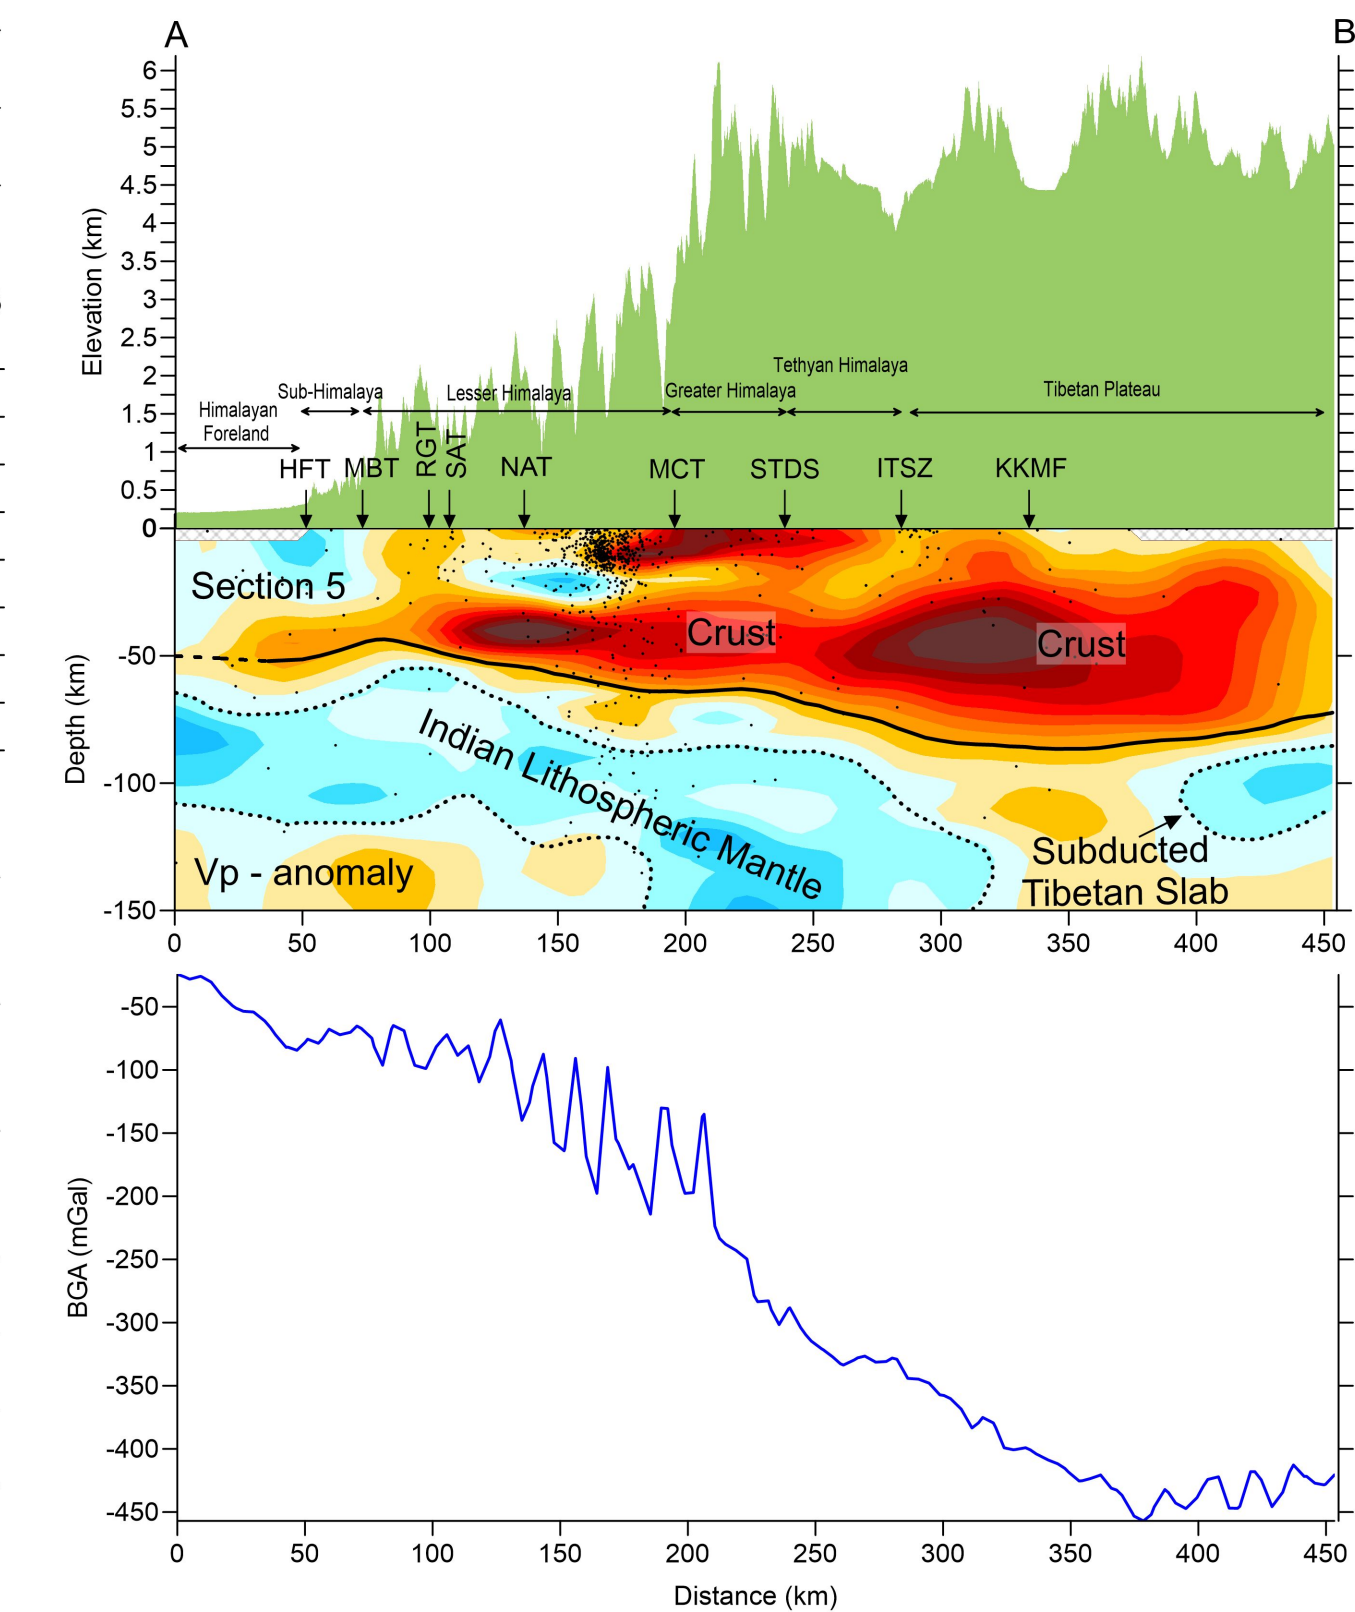 A
B
6
5.5
5
4.5
4
3.5
3
2.5
2
1.5
1
0.5
0
Elevation (km)
Tethyan Himalaya
Sub-Himalaya
Lesser Himalaya
Greater Himalaya
Tibetan Plateau
Himalayan
Foreland
HFT
MBT
RGT
SAT
NAT
MCT
STDS
ITSZ
KKMF
Section 5
Crust
Crust
-50
-100
-150
Depth (km)
Indian Lithospheric Mantle
Subducted
Tibetan Slab
Vp - anomaly
0 50 100 150 200 250 300 350 400 450
-50
-100
-150
-200
-250
-300
-350
-400
-450
BGA (mGal)
0 50 100 150 200 250 300 350 400 450
Distance (km)